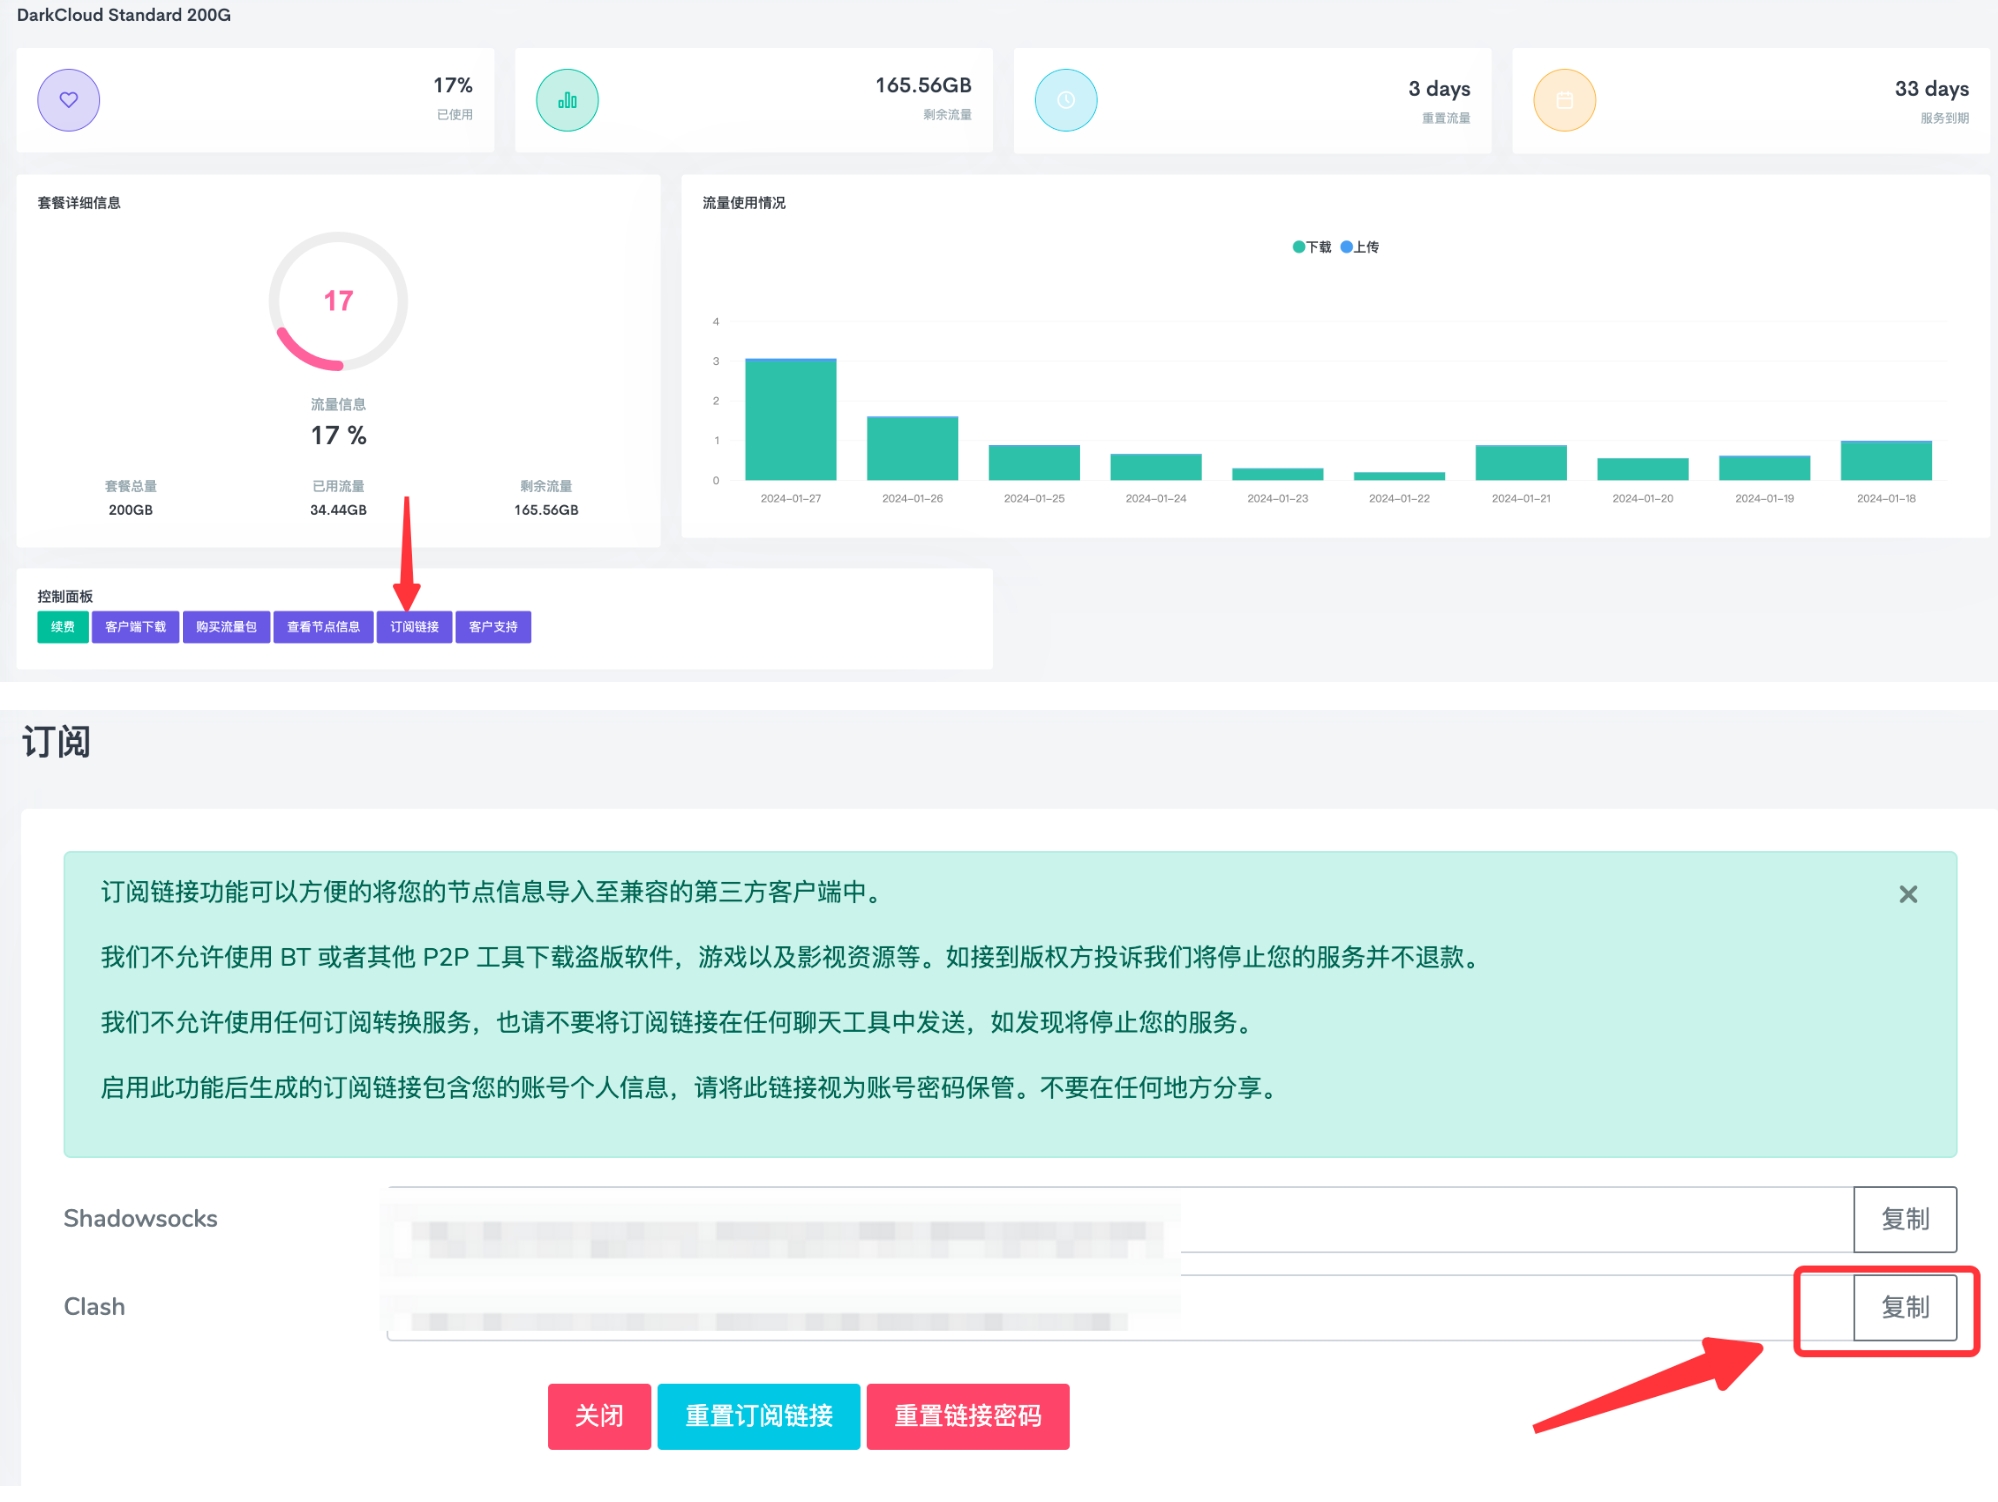 DarkCloud Standard 200G
17%
已使用
165.56GB
剩余流量
3 days
重置流量
33 days
服务到期
套餐详细信息
17
流量信息
17 %
套餐总量
已用流量
剩余流量
200GB
34.44GB
165.56GB
流量使用情况
下载 上传
4
3
2
1
0
2024-01-27 2024-01-26 2024-01-25 2024-01-24 2024-01-23 2024-01-22 2024-01-21 2024-01-20 2024-01-19 2024-01-18
控制面板
续费 客户端下载 购买流量包 查看节点信息 订阅链接 客户支持
订阅
订阅链接功能可以方便的将您的节点信息导入至兼容的第三方客户端中。
我们不允许使用 BT 或者其他 P2P 工具下载盗版软件，游戏以及影视资源等。如接到版权方投诉我们将停止您的服务并不退款。
我们不允许使用任何订阅转换服务，也请不要将订阅链接在任何聊天工具中发送，如发现将停止您的服务。
启用此功能后生成的订阅链接包含您的账号个人信息，请将此链接视为账号密码保管。不要在任何地方分享。
Shadowsocks
复制
Clash
复制
关闭 重置订阅链接 重置链接密码